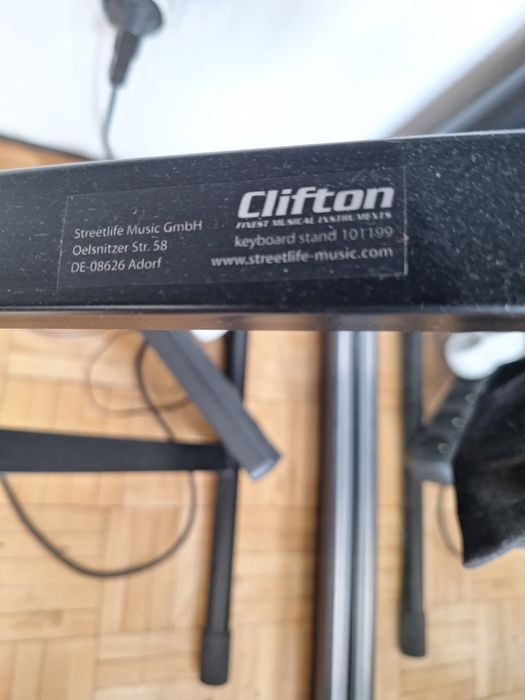 Streetlife Music GmbH
Oelsnitzer Str. 58
DE-08626 Adorf
Clifton
FINEST MUSICAL INSTRUMENTS
keyboard stand 101199
www.streetlife-music.com